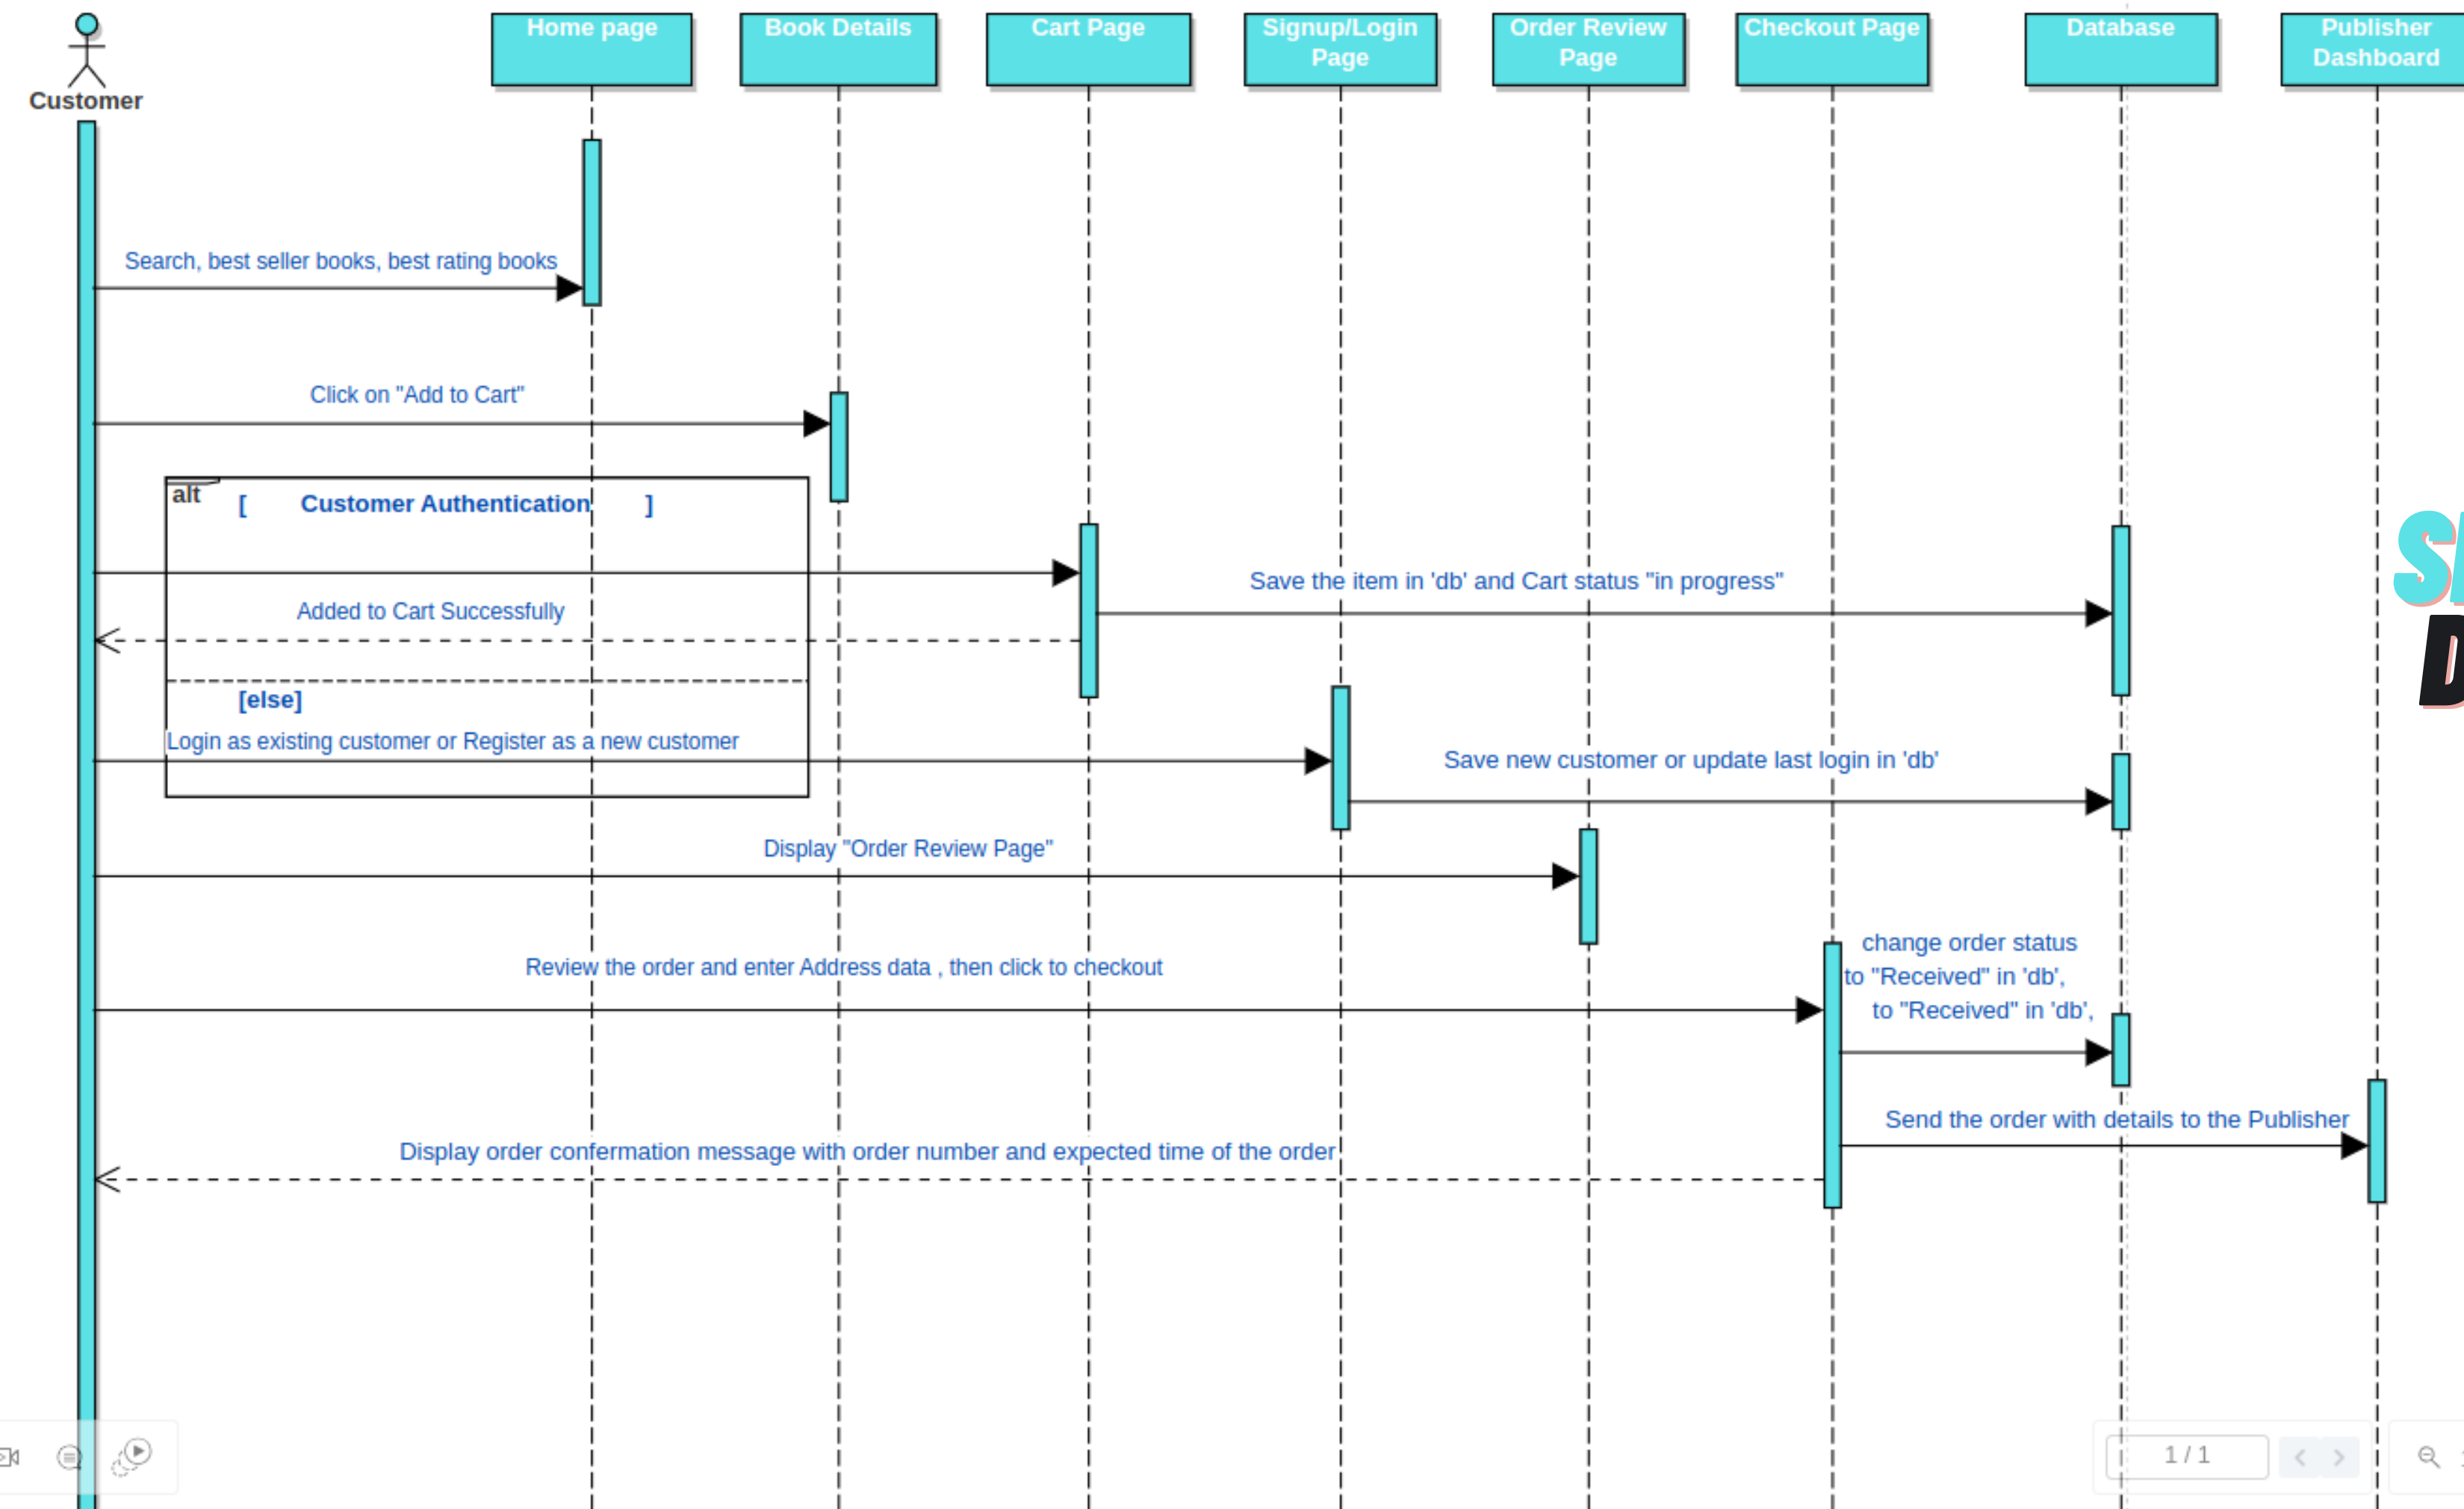 Customer
Home page
Book Details
Cart Page
Signup/Login
Page
Order Review
Page
Checkout Page
Database
Publisher
Dashboard
Search, best seller books, best rating books
Click on "Add to Cart"
alt
[ Customer Authentication ]
Save the item in 'db' and Cart status "in progress"
Added to Cart Successfully
[else]
Login as existing customer or Register as a new customer
Save new customer or update last login in 'db'
Display "Order Review Page"
change order status
to "Received" in 'db',
to "Received" in 'db',
Review the order and enter Address data , then click to checkout
Send the order with details to the Publisher
Display order confermation message with order number and expected time of the order
1 / 1